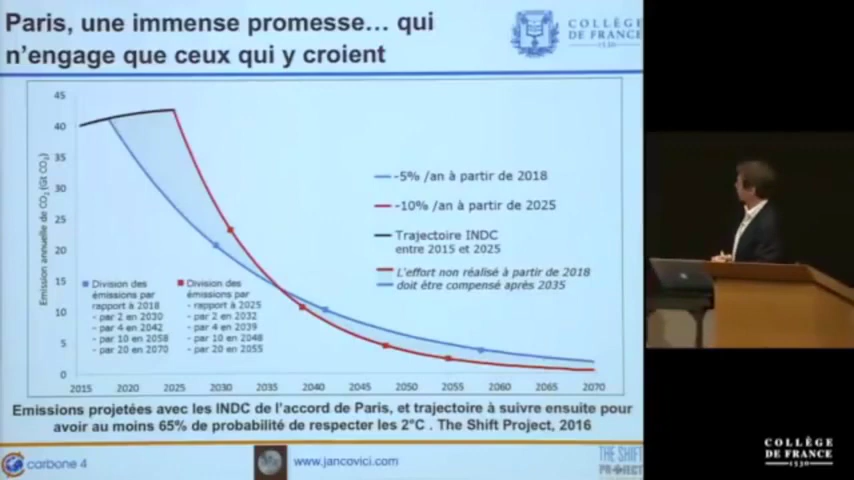 Paris, une immense promesse… qui
n'engage que ceux qui y croient
COLLÈGE
DE FRANCE
1530
45
40
35
30
25
20
15
10
5
0
Emission annuelle de CO2 (Gt CO2)
-5% /an à partir de 2018
-10% /an à partir de 2025
Trajectoire INDC
entre 2015 et 2025
L'effort non réalisé à partir de 2018
doit être compensé après 2035
Division des
émissions par
rapport à 2018
- par 2 en 2030
- par 4 en 2042
- par 10 en 2058
- par 20 en 2070
Division des
émissions par
rapport à 2025
- par 2 en 2032
- par 4 en 2039
- par 10 en 2048
- par 20 en 2055
2015 2020 2025 2030 2035 2040 2045 2050 2055 2060 2065 2070
Emissions projetées avec les INDC de l'accord de Paris, et trajectoire à suivre ensuite pour
avoir au moins 65% de probabilité de respecter les 2°C . The Shift Project, 2016
carbone 4
www.jancovici.com
THE SHIFT
PROJECT
COLLÈGE
DE FRANCE
1530